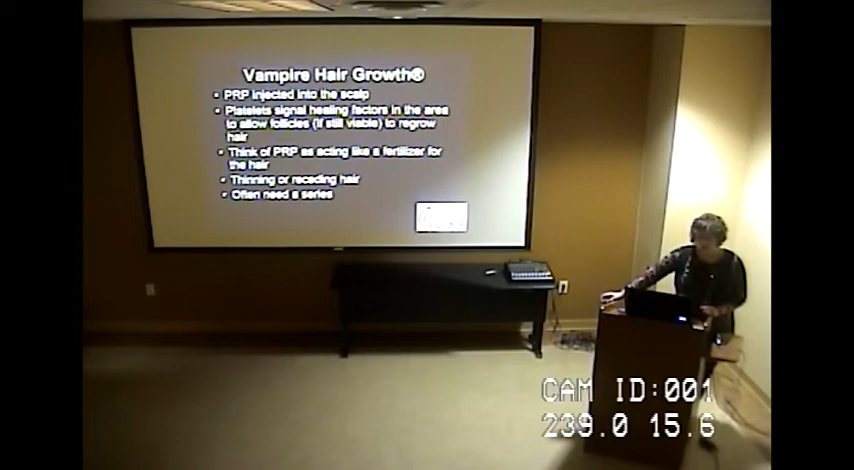 Vampire Hair Growth®
• PRP injected into the scalp
• Platelets signal healing factors in the area
to allow follicles (if still viable) to regrow
hair
• Think of PRP as acting like a fertilizer for
the hair
• Thinning or receding hair
• Often need a series
CAM ID:001
239.0 15.6